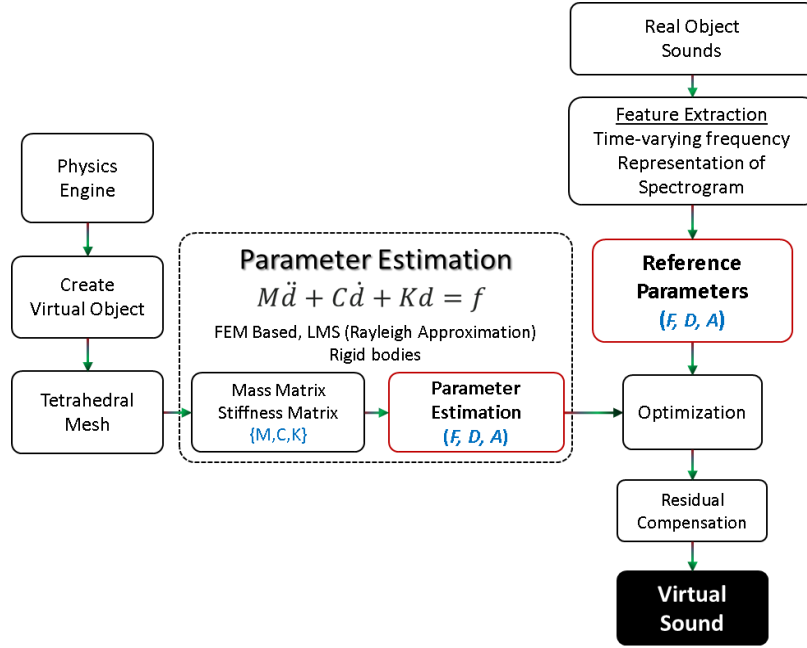 Real Object
Sounds
Feature Extraction
Time-varying frequency
Representation of
Spectrogram
Physics
Engine
Create
Virtual Object
Tetrahedral
Mesh
Parameter Estimation
Md̈ + Cḋ + Kd = f
FEM Based, LMS (Rayleigh Approximation)
Rigid bodies
Mass Matrix
Stiffness Matrix
{M,C,K}
Parameter
Estimation
(F, D, A)
Reference
Parameters
(F, D, A)
Optimization
Residual
Compensation
Virtual
Sound